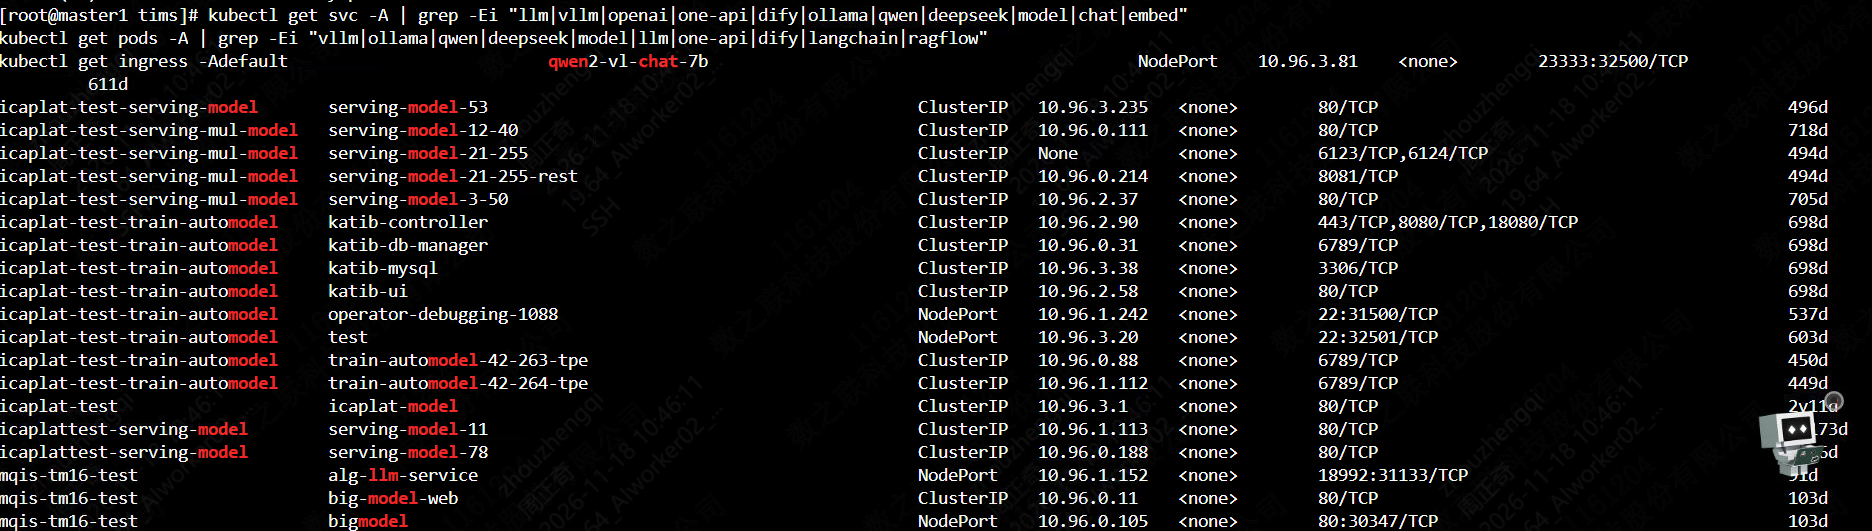 [root@master1 tims]# kubectl get svc -A | grep -Ei "llm|vllm|openai|one-api|dify|ollama|qwen|deepseek|model|chat|embed"
kubectl get pods -A | grep -Ei "vllm|ollama|qwen|deepseek|model|llm|one-api|dify|langchain|ragflow"
kubectl get ingress -Adefault qwen2-vl-chat-7b NodePort 10.96.3.81 <none> 23333:32500/TCP
611d
icaplat-test-serving-model serving-model-53 ClusterIP 10.96.3.235 <none> 80/TCP 496d
icaplat-test-serving-mul-model serving-model-12-40 ClusterIP 10.96.0.111 <none> 80/TCP 718d
icaplat-test-serving-mul-model serving-model-21-255 ClusterIP None <none> 6123/TCP,6124/TCP 494d
icaplat-test-serving-mul-model serving-model-21-255-rest ClusterIP 10.96.0.214 <none> 8081/TCP 494d
icaplat-test-serving-mul-model serving-model-3-50 ClusterIP 10.96.2.37 <none> 80/TCP 705d
icaplat-test-train-automodel katib-controller ClusterIP 10.96.2.90 <none> 443/TCP,8080/TCP,18080/TCP 698d
icaplat-test-train-automodel katib-db-manager ClusterIP 10.96.0.31 <none> 6789/TCP 698d
icaplat-test-train-automodel katib-mysql ClusterIP 10.96.3.38 <none> 3306/TCP 698d
icaplat-test-train-automodel katib-ui ClusterIP 10.96.2.58 <none> 80/TCP 698d
icaplat-test-train-automodel operator-debugging-1088 NodePort 10.96.1.242 <none> 22:31500/TCP 537d
icaplat-test-train-automodel test NodePort 10.96.3.20 <none> 22:32501/TCP 603d
icaplat-test-train-automodel train-automodel-42-263-tpe ClusterIP 10.96.0.88 <none> 6789/TCP 450d
icaplat-test-train-automodel train-automodel-42-264-tpe ClusterIP 10.96.1.112 <none> 6789/TCP 449d
icaplat-test icaplat-model ClusterIP 10.96.3.1 <none> 80/TCP 2y11d
icaplattest-serving-model serving-model-11 ClusterIP 10.96.1.113 <none> 80/TCP
icaplattest-serving-model serving-model-78 ClusterIP 10.96.0.188 <none> 80/TCP
mqis-tm16-test alg-llm-service NodePort 10.96.1.152 <none> 18992:31133/TCP 91d
mqis-tm16-test big-model-web ClusterIP 10.96.0.11 <none> 80/TCP 103d
mqis-tm16-test bigmodel NodePort 10.96.0.105 <none> 80:30347/TCP 103d